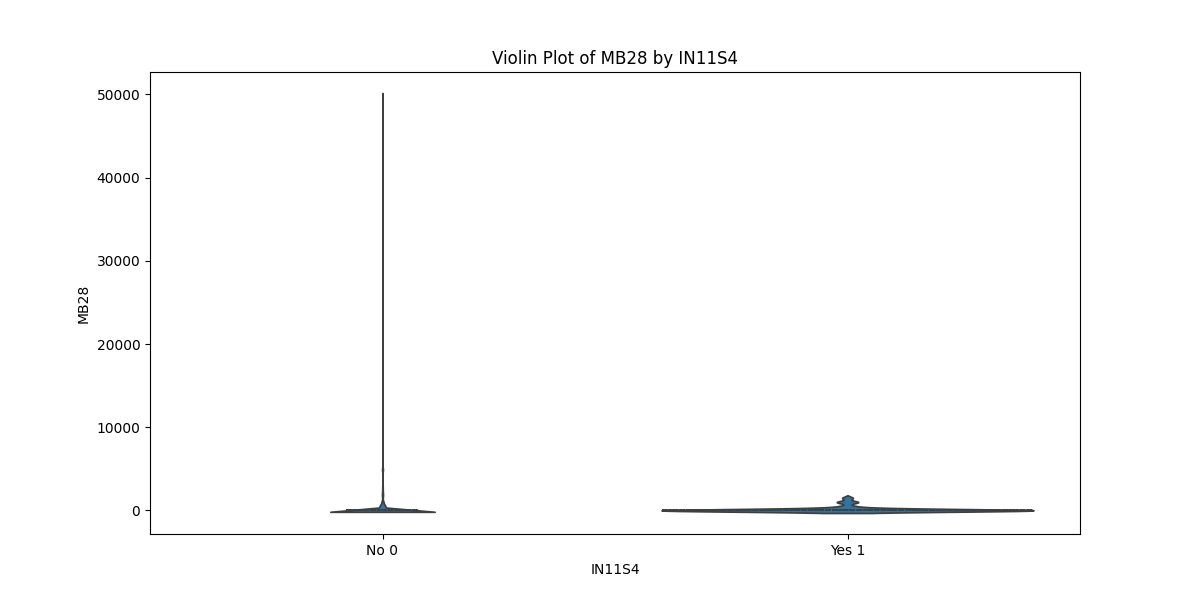 Violin Plot of MB28 by IN11S4
50000
40000
30000
20000
10000
0
MB28
No 0
Yes 1
IN11S4